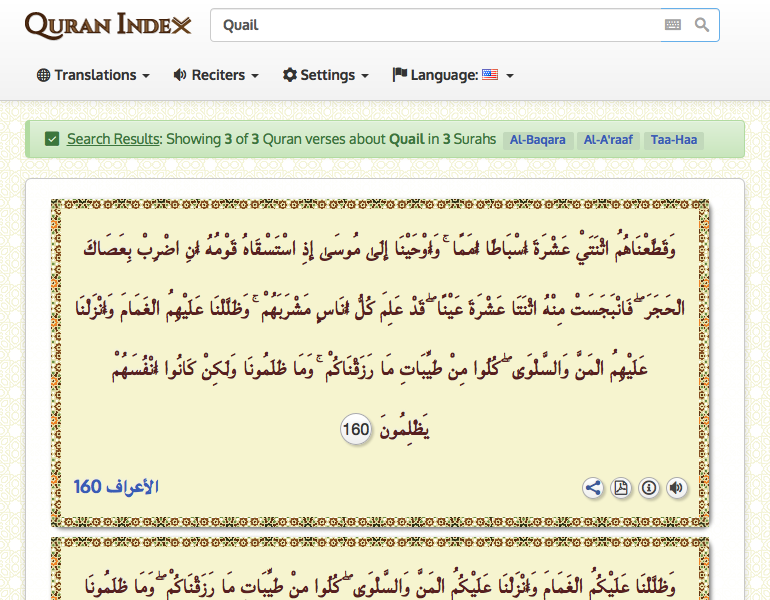 QURAN INDEX
Quail
Translations Reciters Settings Language:
Search Results: Showing 3 of 3 Quran verses about Quail in 3 Surahs Al-Baqara Al-A'raaf Taa-Haa
وَقَطَّعْنَاهُمُ اثْنَتَيْ عَشْرَةَ أَسْبَاطًا أُمَمًا ۚ وَأَوْحَيْنَا إِلَىٰ مُوسَىٰ إِذِ اسْتَسْقَاهُ قَوْمُهُ أَنِ اضْرِبْ بِعَصَاكَ
الْحَجَرَ ۖ فَانْبَجَسَتْ مِنْهُ اثْنَتَا عَشْرَةَ عَيْنًا ۖ قَدْ عَلِمَ كُلُّ أُنَاسٍ مَشْرَبَهُمْ ۚ وَظَلَّلْنَا عَلَيْهِمُ الْغَمَامَ وَأَنْزَلْنَا
عَلَيْهِمُ الْمَنَّ وَالسَّلْوَىٰ ۖ كُلُوا مِنْ طَيِّبَاتِ مَا رَزَقْنَاكُمْ ۚ وَمَا ظَلَمُونَا وَلَٰكِنْ كَانُوا أَنْفُسَهُمْ
يَظْلِمُونَ 160
الأعراف 160
وَظَلَّلْنَا عَلَيْكُمُ الْغَمَامَ وَأَنْزَلْنَا عَلَيْكُمُ الْمَنَّ وَالسَّلْوَىٰ ۖ كُلُوا مِنْ طَيِّبَاتِ مَا رَزَقْنَاكُمْ ۖ وَمَا ظَلَمُونَا